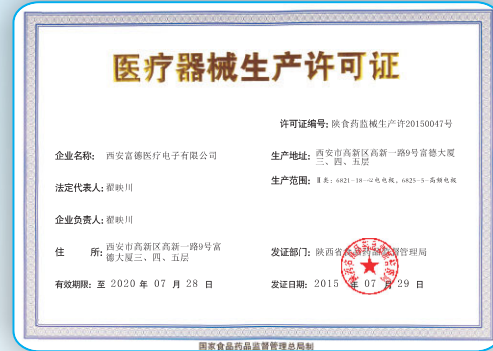 医疗器械生产许可证
许可证编号: 陕食药监械生产许20150047号
企业名称: 西安富德医疗电子有限公司
生产地址: 西安市高新区高新一路9号富德大厦
三、四、五层
法定代表人: 翟映川
生产范围: Ⅱ类: 6821-18-心电电极、6825-5-高频电极
企业负责人: 翟映川
住 所: 西安市高新区高新一路9号富
德大厦三、四、五层
发证部门: 陕西省食品药品监督管理局
有效期限: 至 2020 年 07 月 28 日
发证日期: 2015 年 07 月 29 日
国家食品药品监督管理总局制